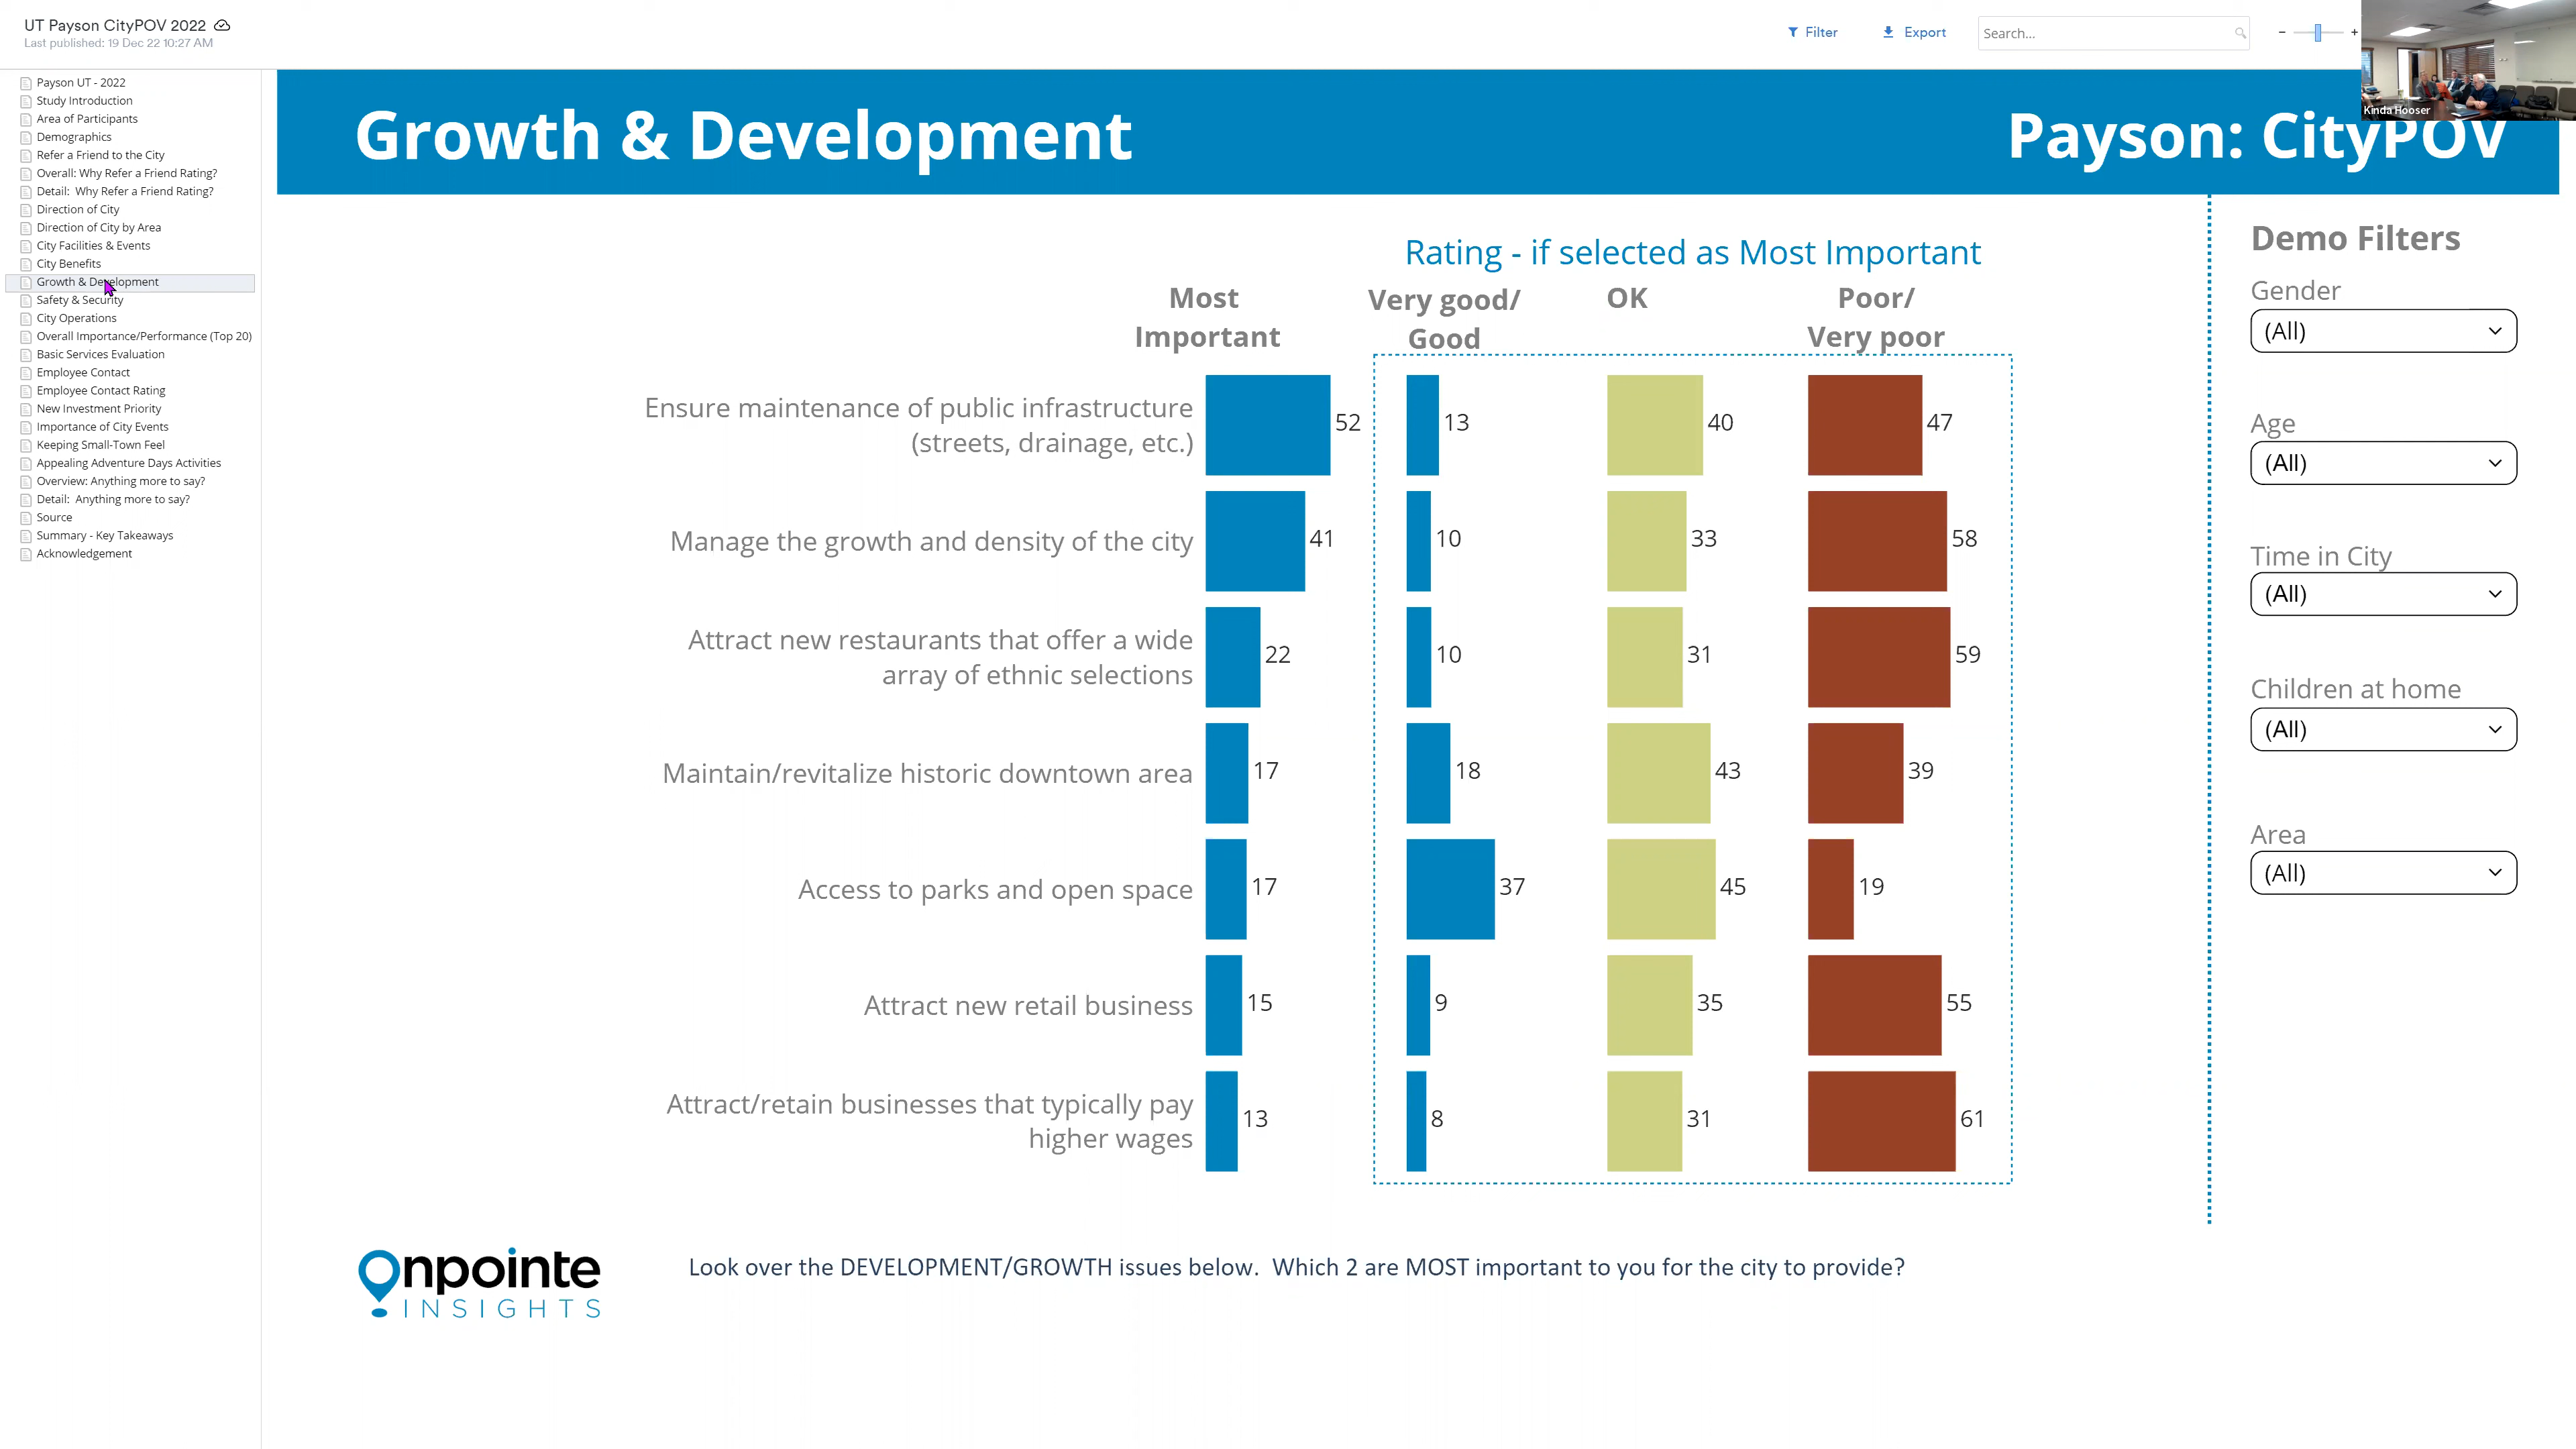 UT Payson CityPOV 2022
Last published: 19 Dec 22 10:27 AM
Filter
Export
Search...
Kinda Hooser
Payson UT - 2022
Study Introduction
Area of Participants
Demographics
Refer a Friend to the City
Overall: Why Refer a Friend Rating?
Detail: Why Refer a Friend Rating?
Direction of City
Direction of City by Area
City Facilities & Events
City Benefits
Growth & Development
Safety & Security
City Operations
Overall Importance/Performance (Top 20)
Basic Services Evaluation
Employee Contact
Employee Contact Rating
New Investment Priority
Importance of City Events
Keeping Small-Town Feel
Appealing Adventure Days Activities
Overview: Anything more to say?
Detail: Anything more to say?
Source
Summary - Key Takeaways
Acknowledgement
Growth & Development
Payson: CityPOV
Rating - if selected as Most Important
Most
Important
Very good/
Good
OK
Poor/
Very poor
Ensure maintenance of public infrastructure
(streets, drainage, etc.)
52
13
40
47
Manage the growth and density of the city
41
10
33
58
Attract new restaurants that offer a wide
array of ethnic selections
22
10
31
59
Maintain/revitalize historic downtown area
17
18
43
39
Access to parks and open space
17
37
45
19
Attract new retail business
15
9
35
55
Attract/retain businesses that typically pay
higher wages
13
8
31
61
Demo Filters
Gender
(All)
Age
(All)
Time in City
(All)
Children at home
(All)
Area
(All)
Onpointe
INSIGHTS
Look over the DEVELOPMENT/GROWTH issues below. Which 2 are MOST important to you for the city to provide?